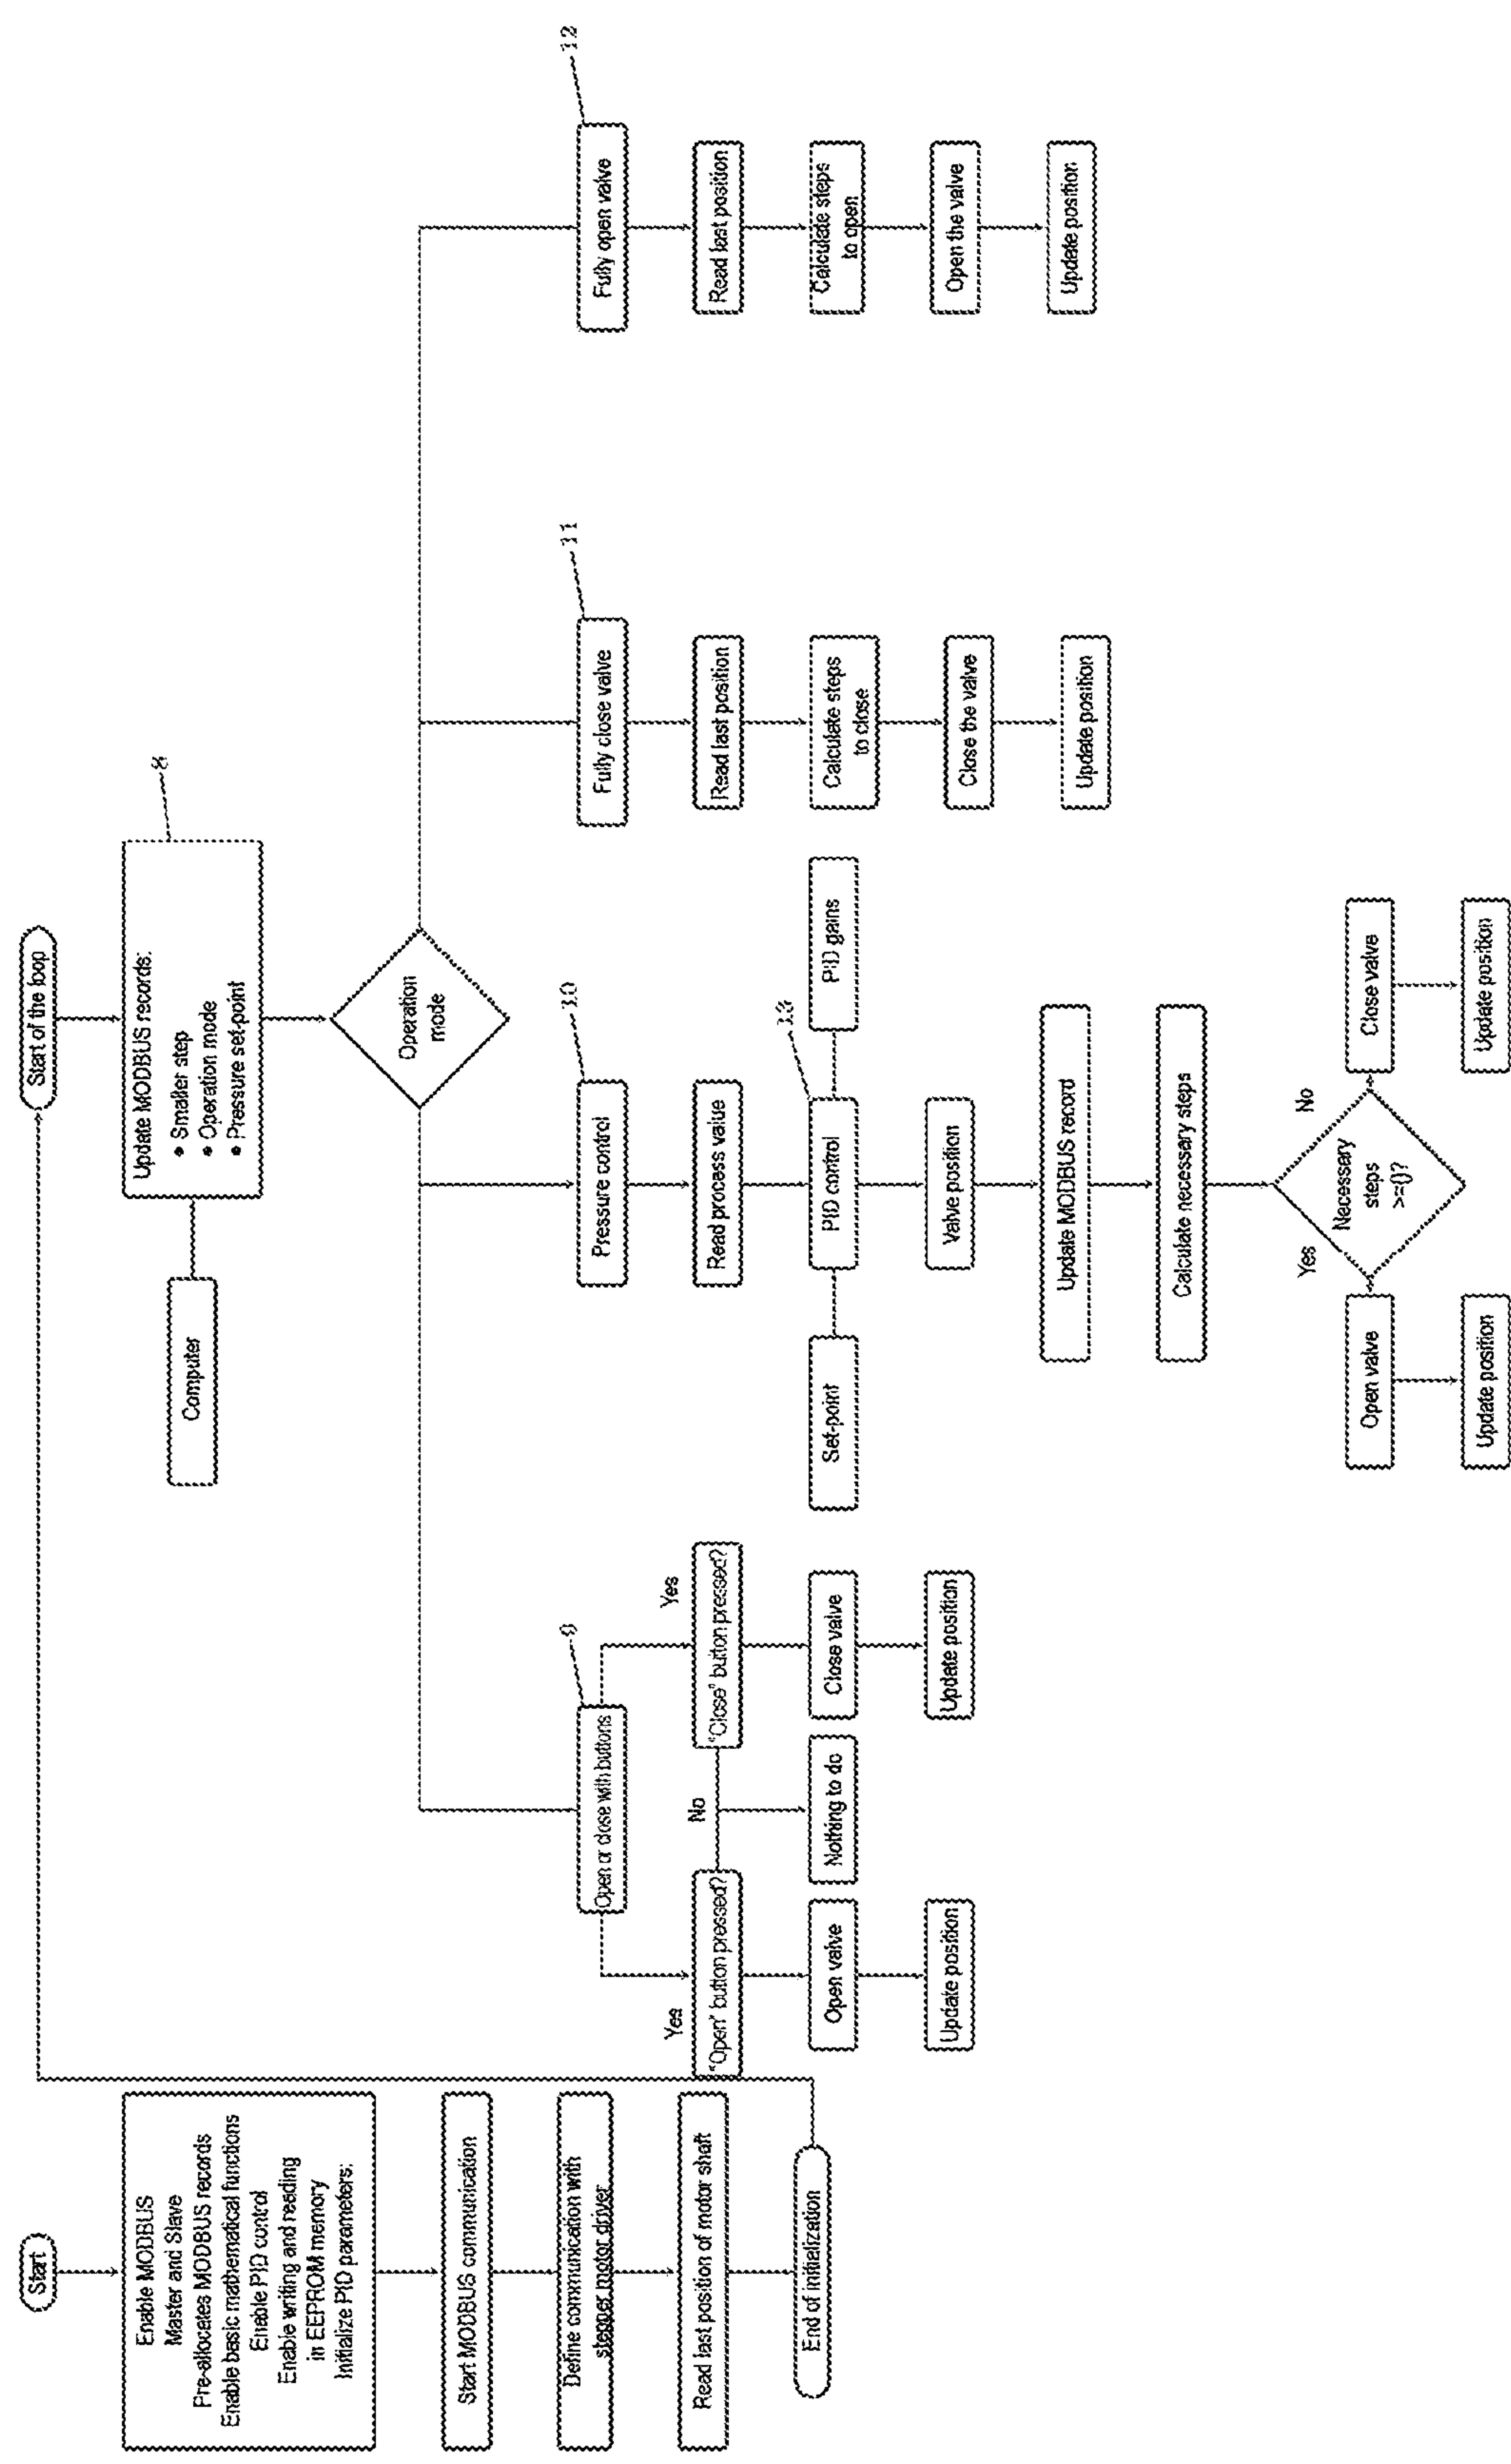 Start
Enable MODBUS
Master and Slave
Pre-allocates MODBUS records
Enable basic mathematical functions
Enable PID control
Enable writing and reading
in EEPROM memory
Initialize PID parameters:
Start MODBUS communication
Define communication with
stepper motor driver
Read last position of motor shaft
End of initialization
Start of the loop
Update MODBUS records:
• Smaller step
• Operation mode
• Pressure set-point
8
Computer
Operation
mode
Open or close with buttons
9
Yes
"Open" button pressed?
No
Yes
"Close" button pressed?
Open valve
Nothing to do
Close valve
Update position
Update position
Pressure control
10
Read process value
Set-point
PID control
13
PID gains
Valve position
Update MODBUS record
Calculate necessary steps
Yes
Necessary
steps
>={}?
No
Open valve
Close valve
Update position
Update position
Fully close valve
11
Read last position
Calculate steps
to close
Close the valve
Update position
Fully open valve
12
Read last position
Calculate steps
to open
Open the valve
Update position